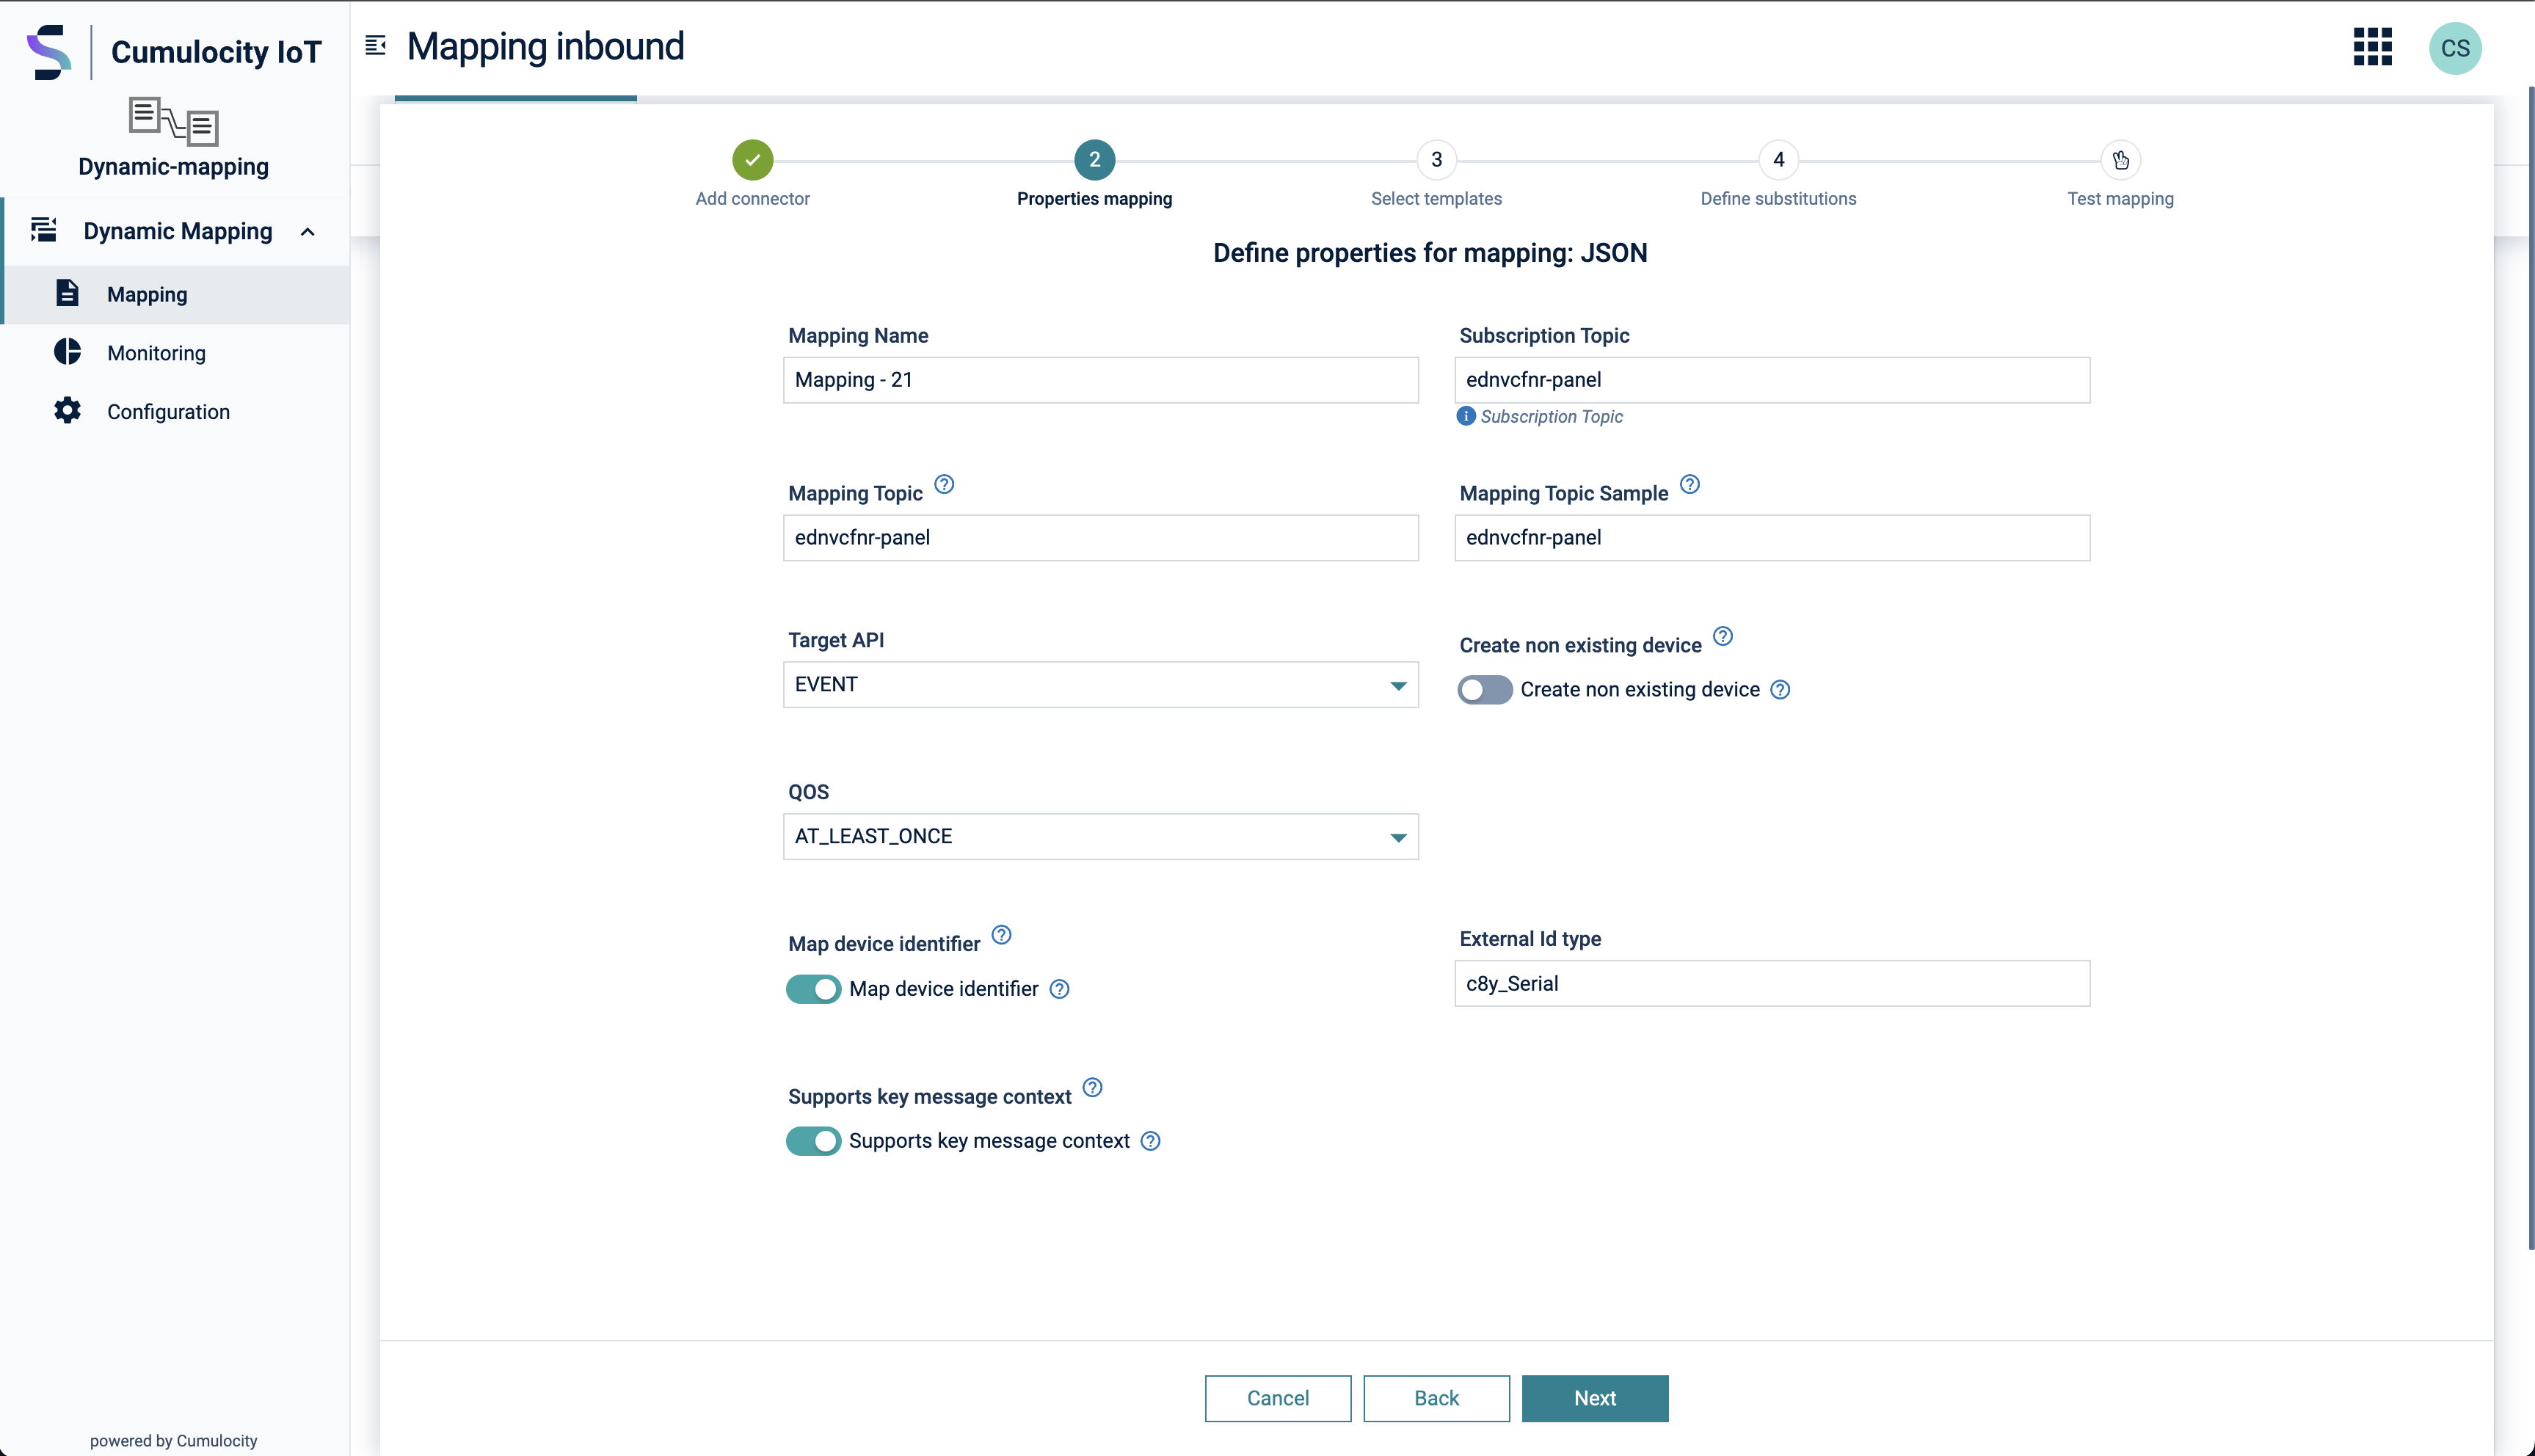 Cumulocity IoT
Mapping inbound
CS
Dynamic-mapping
Dynamic Mapping
Mapping
Monitoring
Configuration
2
3
4
Add connector
Properties mapping
Select templates
Define substitutions
Test mapping
Define properties for mapping: JSON
Mapping Name
Mapping - 21
Subscription Topic
ednvcfnr-panel
Subscription Topic
Mapping Topic
ednvcfnr-panel
Mapping Topic Sample
ednvcfnr-panel
Target API
EVENT
Create non existing device
Create non existing device
QOS
AT_LEAST_ONCE
Map device identifier
Map device identifier
External Id type
c8y_Serial
Supports key message context
Supports key message context
Cancel
Back
Next
powered by Cumulocity